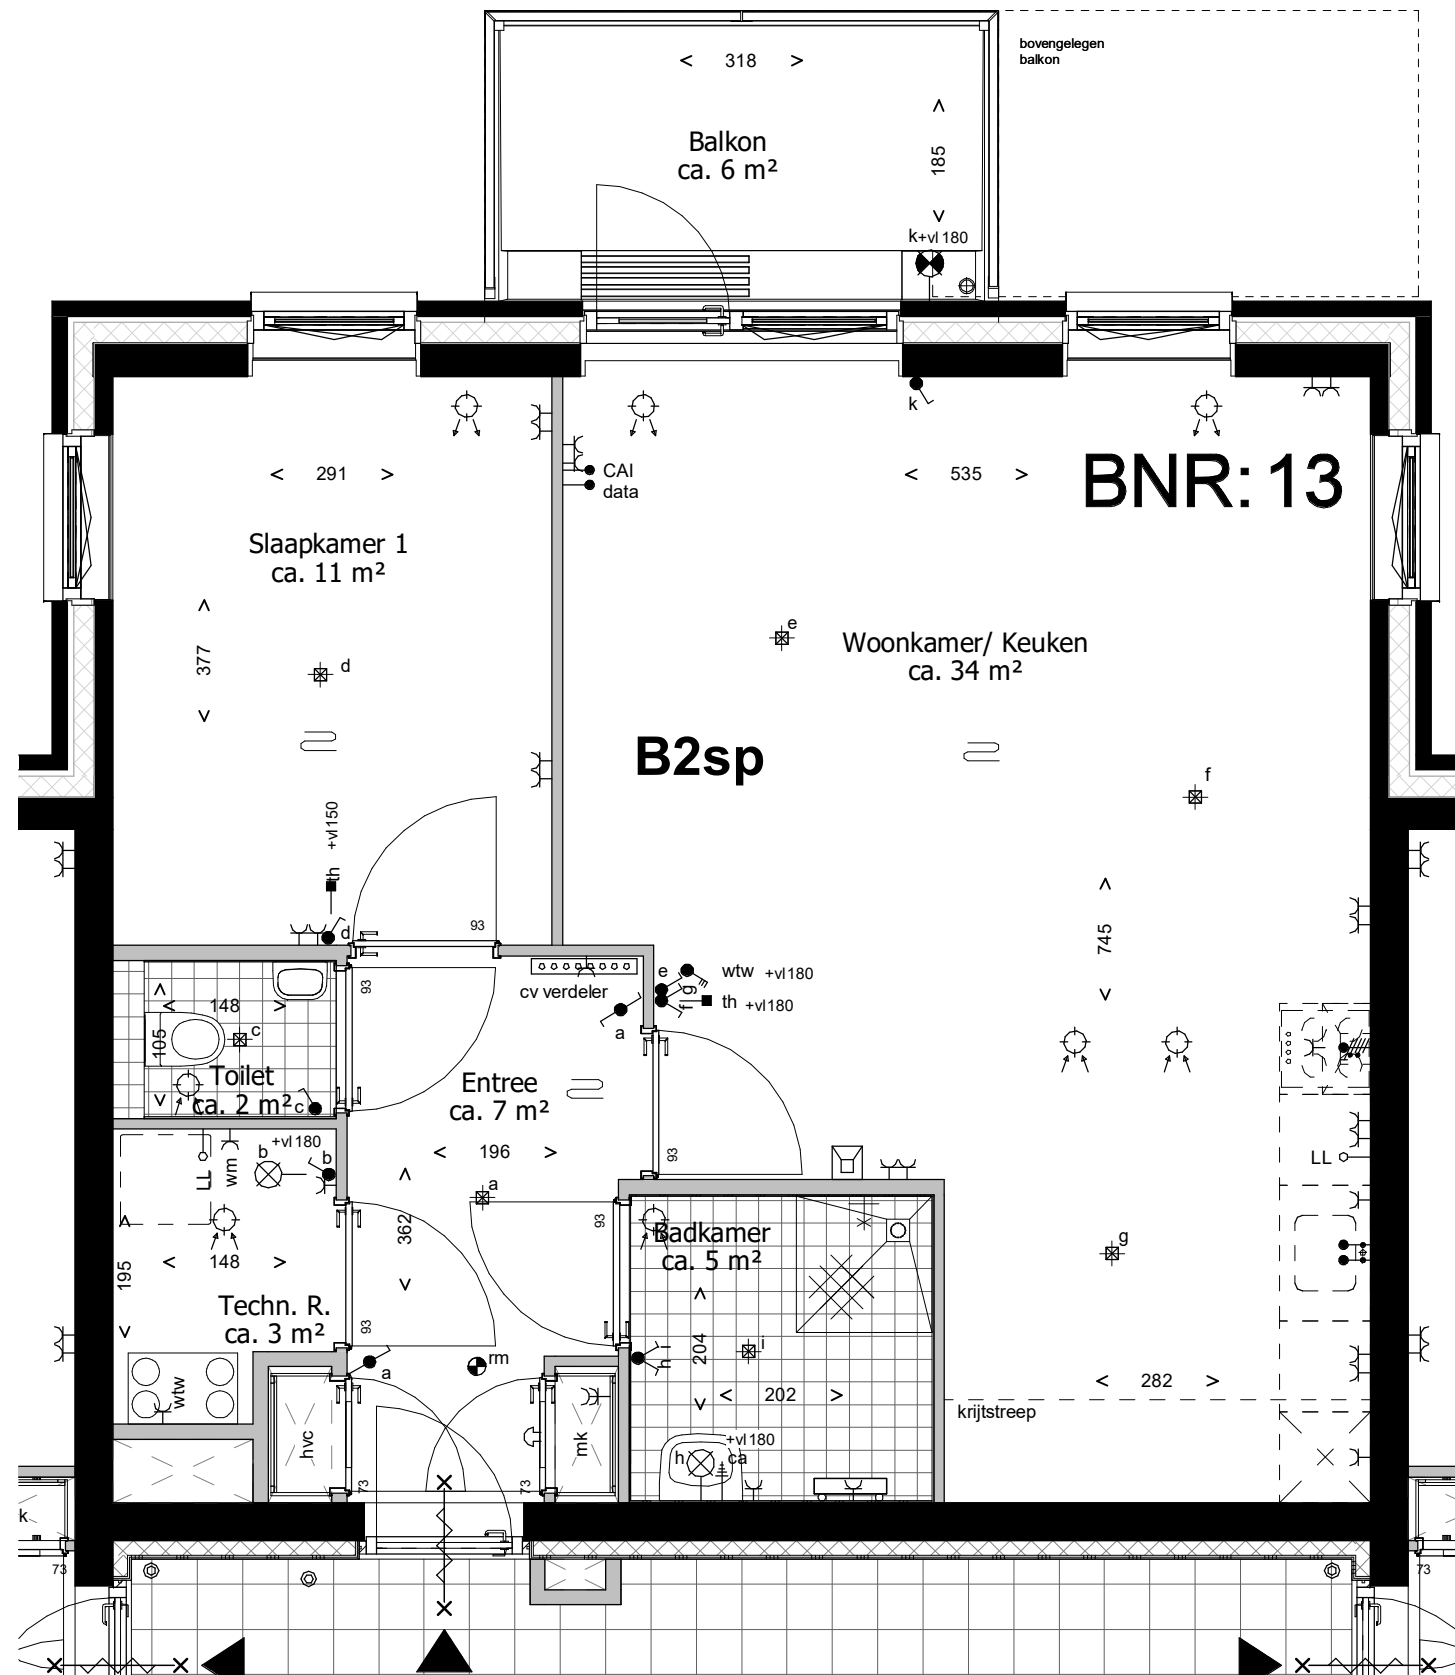 bovengelegen
balkon
< 318 >
< 185 >
Balkon
ca. 6 m²
k+vl 180
k
CAI
data
< 291 >
< 535 >
BNR: 13
Slaapkamer 1
ca. 11 m²
< 377 >
d
e
Woonkamer/ Keuken
ca. 34 m²
B2sp
f
th +vl150
d
93
< 745 >
93
cv verdeler
a
e
f
g
wtw +vl180
th +vl180
< 148 >
< 105 >
c
Toilet
ca. 2 m²
c
Entree
ca. 7 m²
< 196 >
93
LL
wm
b
+vl 180
b
a
< 362 >
93
LL
< 195 >
< 148 >
Techn. R.
ca. 3 m²
93
Badkamer
ca. 5 m²
g
wtw
a
rm
h
i
< 204 >
i
< 202 >
< 282 >
krijtstreep
hvc
mk
h
+vl180
ca
73
73
k
73
73